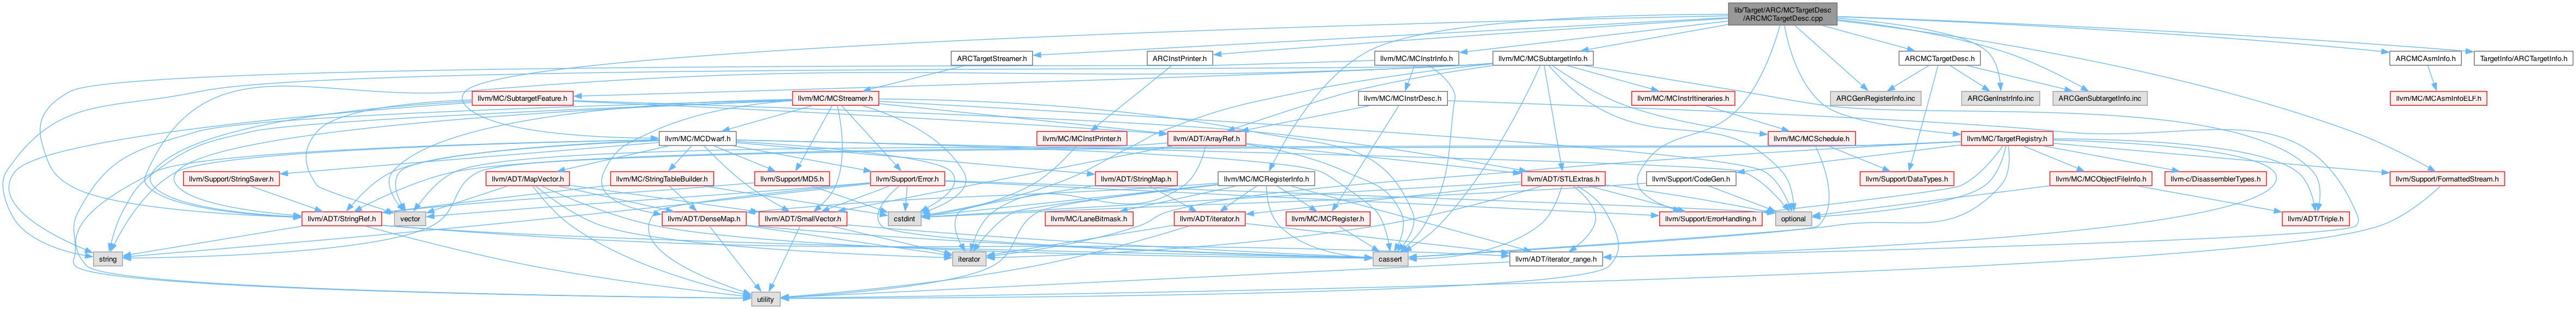 lib/Target/ARC/MCTargetDesc
/ARCMCTargetDesc.cpp
ARCTargetStreamer.h
ARCInstPrinter.h
llvm/MC/MCInstrInfo.h
llvm/MC/MCSubtargetInfo.h
ARCMCTargetDesc.h
ARCMCAsmInfo.h
TargetInfo/ARCTargetInfo.h
llvm/MC/SubtargetFeature.h
llvm/MC/MCStreamer.h
llvm/MC/MCInstrDesc.h
llvm/MC/MCInstrItineraries.h
ARCGenRegisterInfo.inc
ARCGenInstrInfo.inc
ARCGenSubtargetInfo.inc
llvm/MC/MCAsmInfoELF.h
llvm/MC/MCDwarf.h
llvm/MC/MCInstPrinter.h
llvm/ADT/ArrayRef.h
llvm/MC/MCSchedule.h
llvm/MC/TargetRegistry.h
llvm/Support/StringSaver.h
llvm/ADT/MapVector.h
llvm/MC/StringTableBuilder.h
llvm/Support/MD5.h
llvm/Support/Error.h
llvm/ADT/StringMap.h
llvm/MC/MCRegisterInfo.h
llvm/ADT/STLExtras.h
llvm/Support/CodeGen.h
llvm/Support/DataTypes.h
llvm/MC/MCObjectFileInfo.h
llvm-c/DisassemblerTypes.h
llvm/Support/FormattedStream.h
llvm/ADT/StringRef.h
vector
llvm/ADT/DenseMap.h
llvm/ADT/SmallVector.h
cstdint
llvm/MC/LaneBitmask.h
llvm/ADT/iterator.h
llvm/MC/MCRegister.h
llvm/Support/ErrorHandling.h
optional
llvm/ADT/Triple.h
string
iterator
cassert
llvm/ADT/iterator_range.h
utility